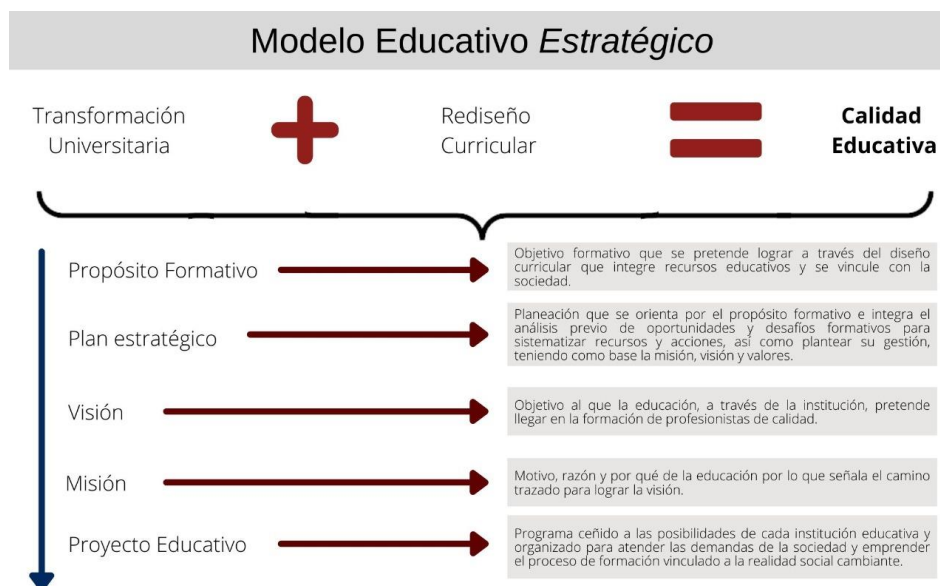 Modelo Educativo Estratégico
Transformación
Universitaria
Rediseño
Curricular
Calidad
Educativa
Propósito Formativo
Objetivo formativo que se pretende lograr a través del diseño
curricular que integre recursos educativos y se vincule con la
sociedad.
Plan estratégico
Planeación que se orienta por el propósito formativo e integra el
análisis previo de oportunidades y desafíos formativos para
sistematizar recursos y acciones, así como plantear su gestión,
teniendo como base la misión, visión y valores.
Visión
Objetivo al que la educación, a través de la institución, pretende
llegar en la formación de profesionistas de calidad.
Misión
Motivo, razón y por qué de la educación por lo que señala el camino
trazado para lograr la visión.
Proyecto Educativo
Programa ceñido a las posibilidades de cada institución educativa y
organizado para atender las demandas de la sociedad y emprender
el proceso de formación vinculado a la realidad social cambiante.